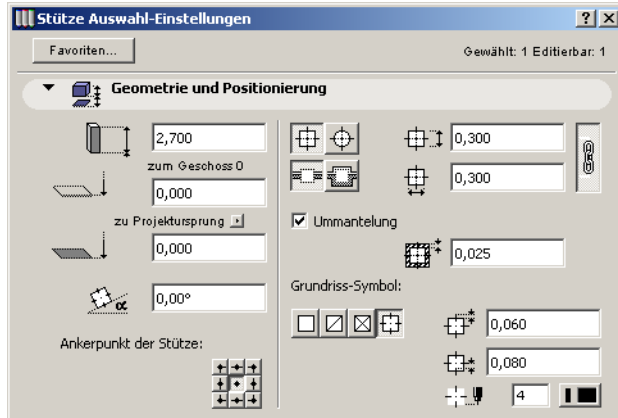 Stütze Auswahl-Einstellungen
Favoriten...
Gewählt: 1 Editierbar: 1
Geometrie und Positionierung
2,700
zum Geschoss 0
0,000
zu Projektursprung
0,000
α
0,00°
Ankerpunkt der Stütze:
0,300
0,300
Ummantelung
0,025
Grundriss-Symbol:
0,060
0,080
4